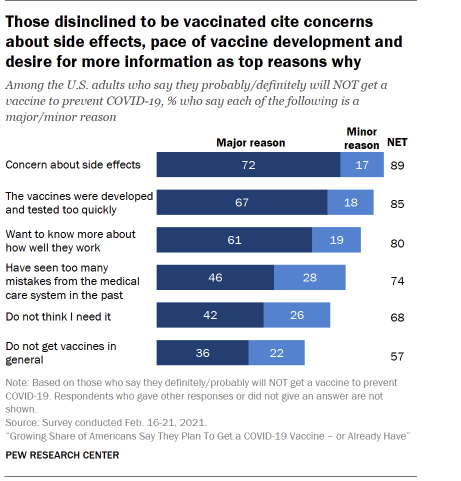 Those disinclined to be vaccinated cite concerns
about side effects, pace of vaccine development and
desire for more information as top reasons why
Among the U.S. adults who say they probably/definitely will NOT get a
vaccine to prevent COVID-19, % who say each of the following is a
major/minor reason
Major reason Minor reason NET
Concern about side effects 72 17 89
The vaccines were developed
and tested too quickly 67 18 85
Want to know more about
how well they work 61 19 80
Have seen too many
mistakes from the medical
care system in the past 46 28 74
Do not think I need it 42 26 68
Do not get vaccines in
general 36 22 57
Note: Based on those who say they definitely/probably will NOT get a vaccine to prevent
COVID-19. Respondents who gave other responses or did not give an answer are not
shown.
Source: Survey conducted Feb. 16-21, 2021.
"Growing Share of Americans Say They Plan To Get a COVID-19 Vaccine – or Already Have"
PEW RESEARCH CENTER